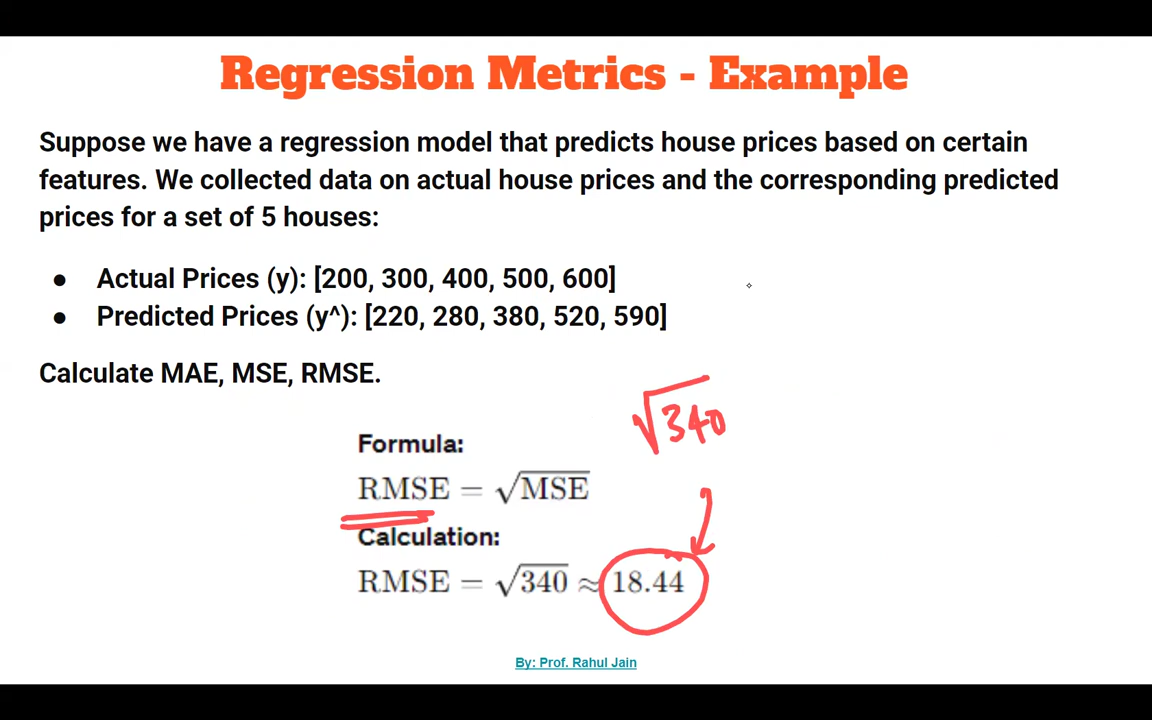 Regression Metrics - Example
Suppose we have a regression model that predicts house prices based on certain
features. We collected data on actual house prices and the corresponding predicted
prices for a set of 5 houses:
● Actual Prices (y): [200, 300, 400, 500, 600]
● Predicted Prices (y^): [220, 280, 380, 520, 590]
Calculate MAE, MSE, RMSE.
√340
Formula:
RMSE = √MSE
Calculation:
RMSE = √340 ≈ 18.44
By: Prof. Rahul Jain